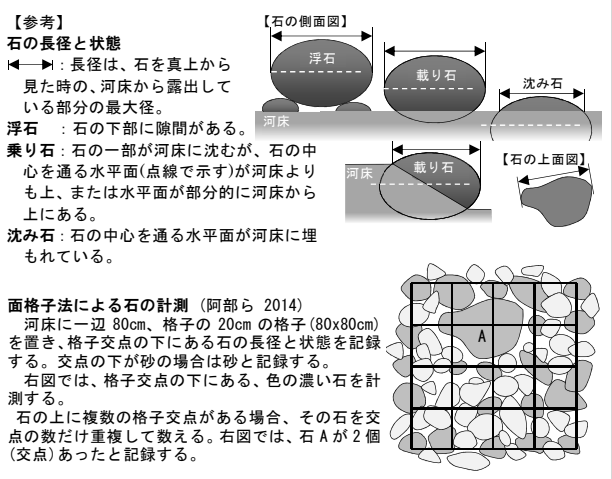 【参考】
石の長径と状態
：長径は、石を真上から
見た時の、河床から露出して
いる部分の最大径。
浮石　：石の下部に隙間がある。
乗り石：石の一部が河床に沈むが、石の中
心を通る水平面(点線で示す)が河床より
も上、または水平面が部分的に河床から
上にある。
沈み石：石の中心を通る水平面が河床に埋
もれている。
【石の側面図】
浮石
載り石
沈み石
河床
河床
載り石
【石の上面図】
面格子法による石の計測 (阿部ら 2014)
河床に一辺 80cm、格子の 20cm の格子(80x80cm)
を置き、格子交点の下にある石の長径と状態を記録
する。交点の下が砂の場合は砂と記録する。
右図では、格子交点の下にある、色の濃い石を計
測する。
石の上に複数の格子交点がある場合、その石を交
点の数だけ重複して数える。右図では、石 A が 2 個
(交点)あったと記録する。
A